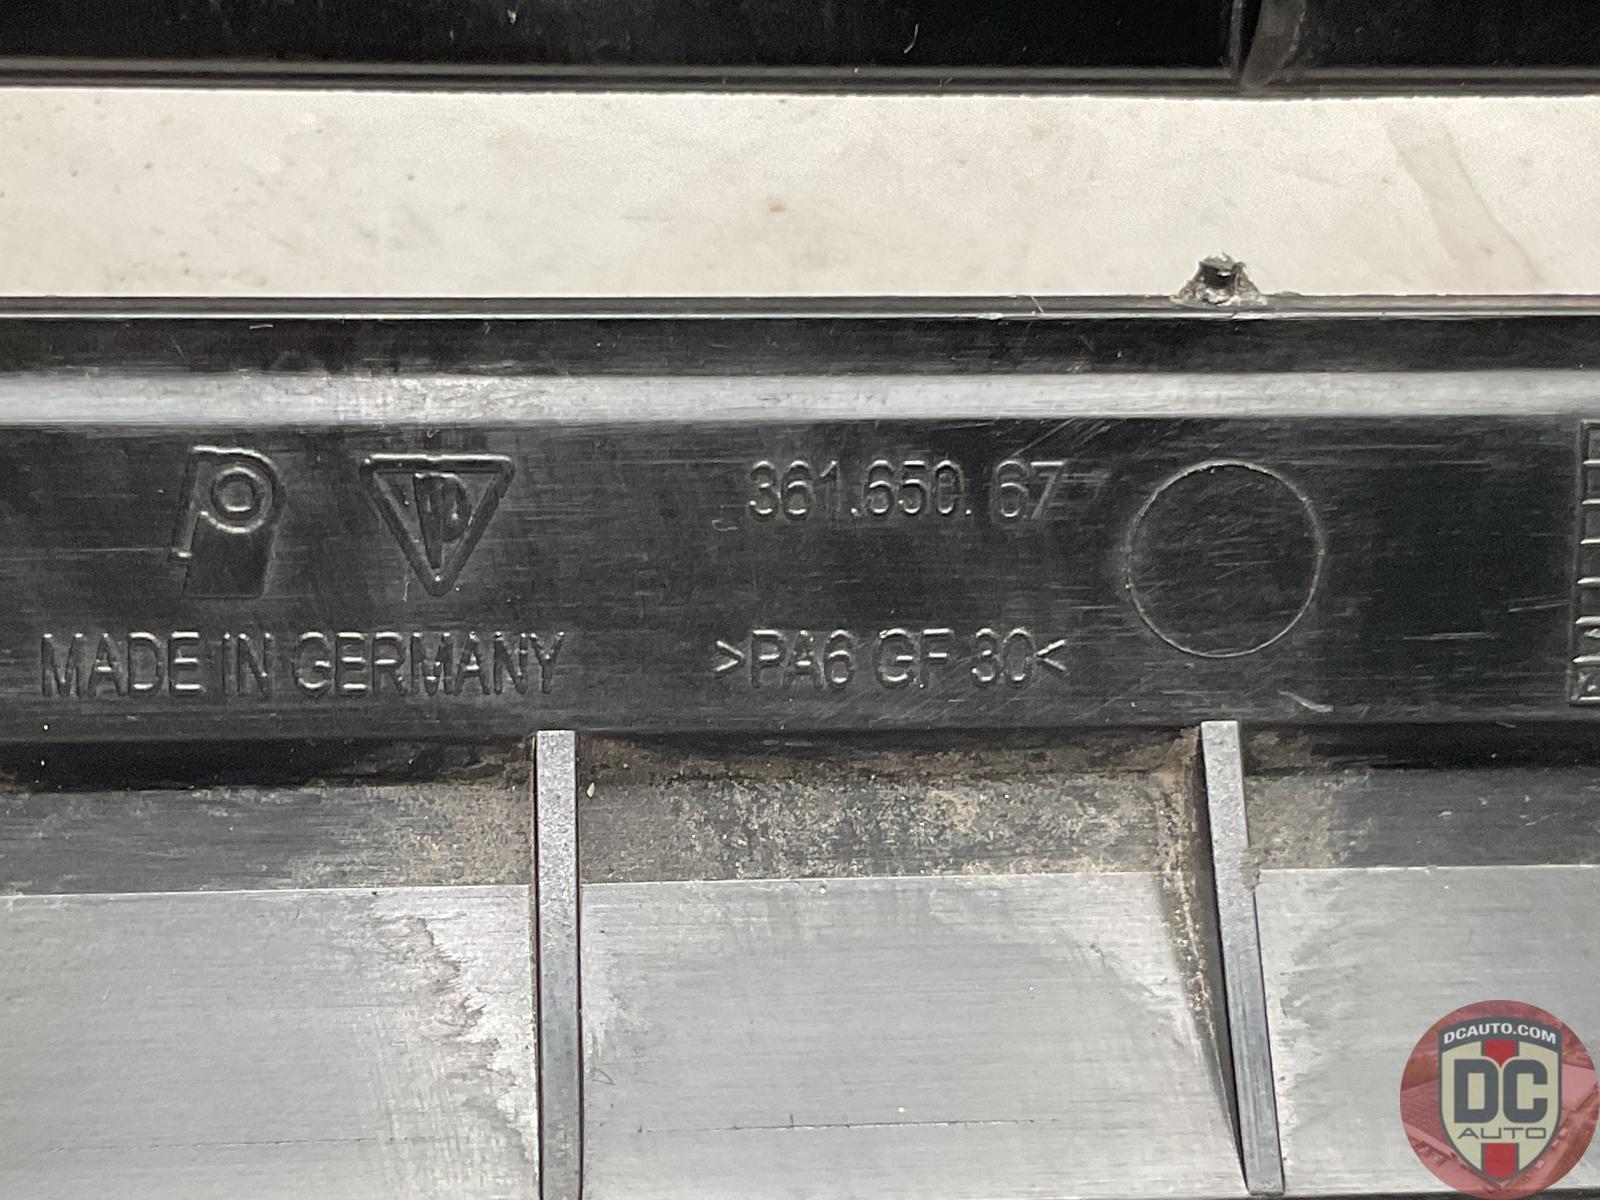 361.650.67
MADE IN GERMANY
>PA6 GF 30<
DCAUTO.COM
DC
AUTO